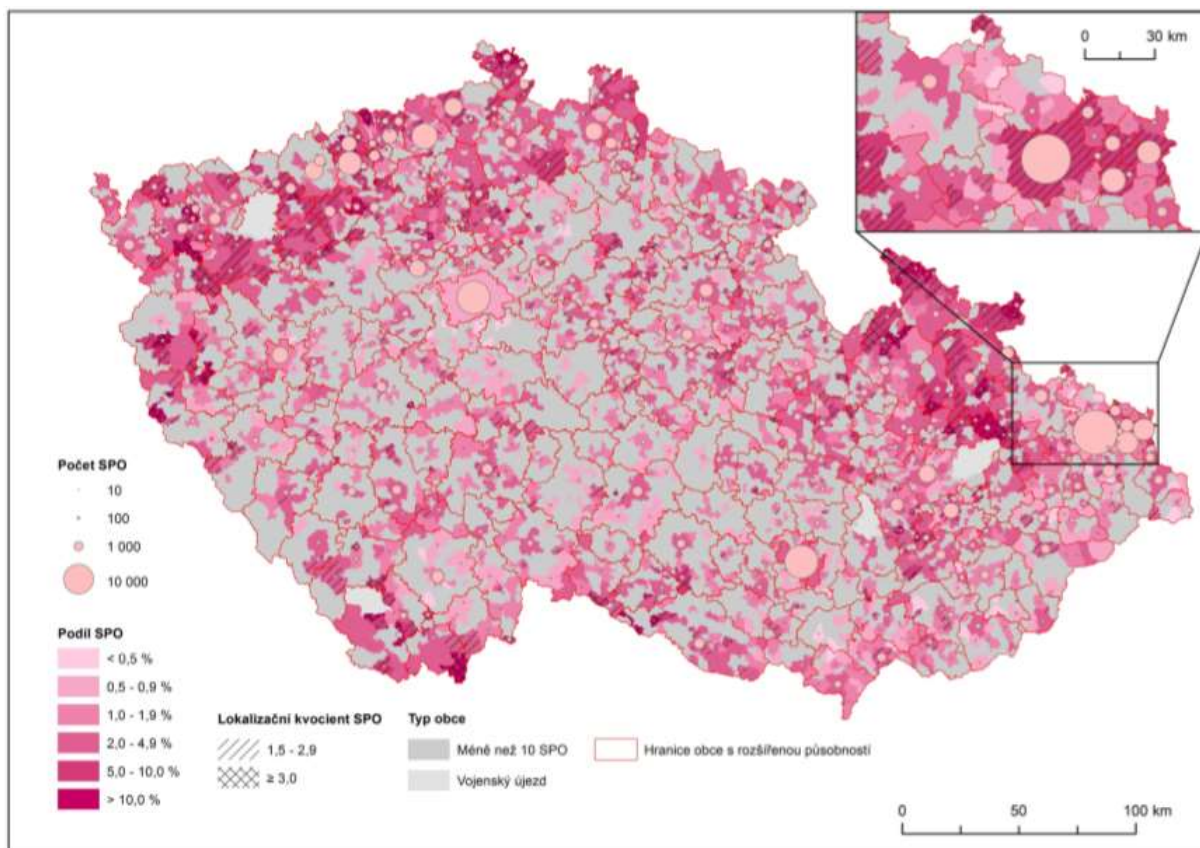 0 30 km
Počet SPO
10
100
1 000
10 000
Podíl SPO
< 0,5 %
0,5 - 0,9 %
1,0 - 1,9 %
2,0 - 4,9 %
5,0 - 10,0 %
> 10,0 %
Lokalizační kvocient SPO
1,5 - 2,9
≥ 3,0
Typ obce
Méně než 10 SPO
Vojenský újezd
Hranice obce s rozšířenou působností
0 50 100 km